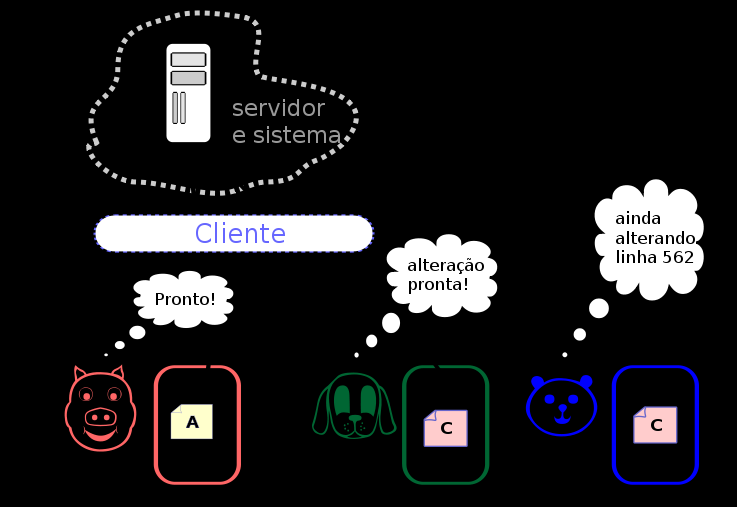 servidor
e sistema
Cliente
Pronto!
alteração
pronta!
ainda
alterando
linha 562
A
C
C